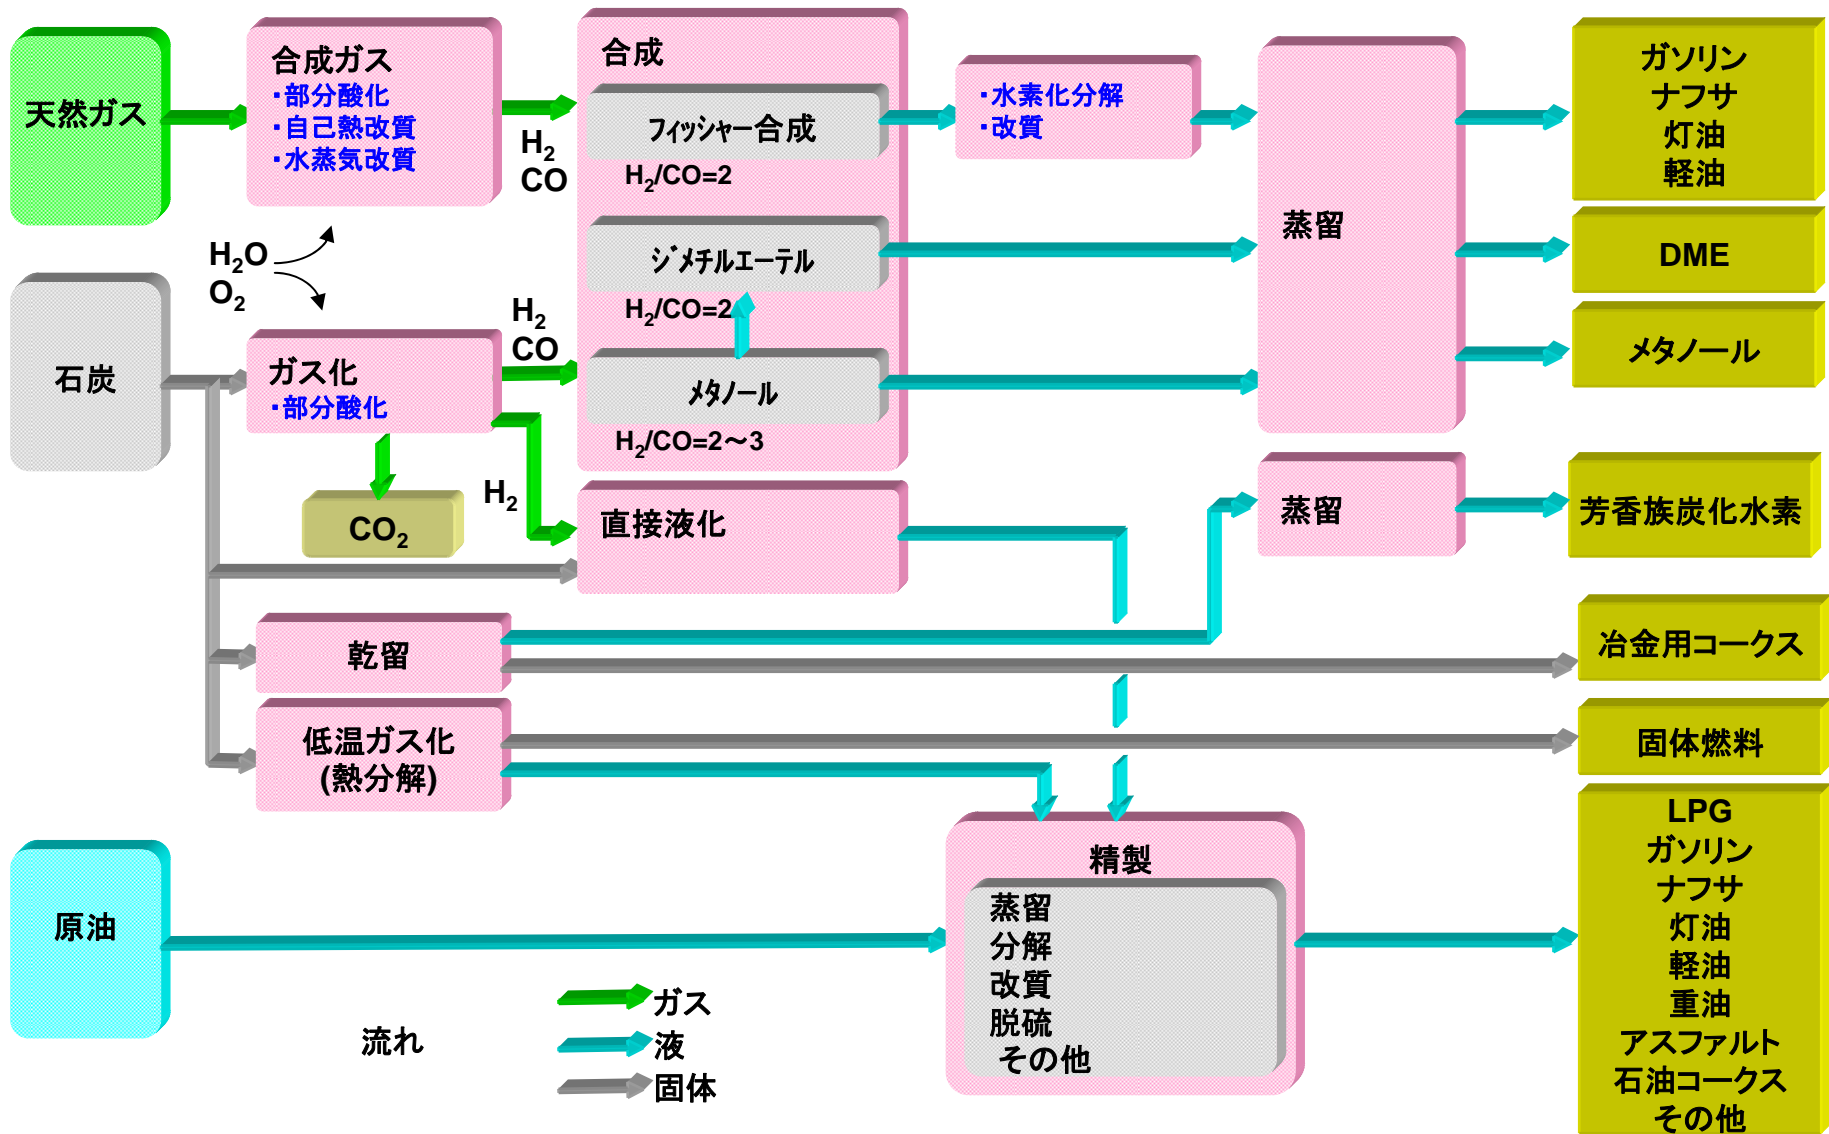 天然ガス
合成ガス
・部分酸化
・自己熱改質
・水蒸気改質
H₂
CO
合成
フィッシャー合成
H₂/CO=2
ジメチルエーテル
H₂/CO=2
メタノール
H₂/CO=2～3
・水素化分解
・改質
蒸留
ガソリン
ナフサ
灯油
軽油
DME
メタノール
H₂O
O₂
石炭
ガス化
・部分酸化
H₂
CO
CO₂
H₂
直接液化
蒸留
芳香族炭化水素
乾留
冶金用コークス
低温ガス化
(熱分解)
固体燃料
原油
精製
蒸留
分解
改質
脱硫
その他
LPG
ガソリン
ナフサ
灯油
軽油
重油
アスファルト
石油コークス
その他
流れ
ガス
液
固体